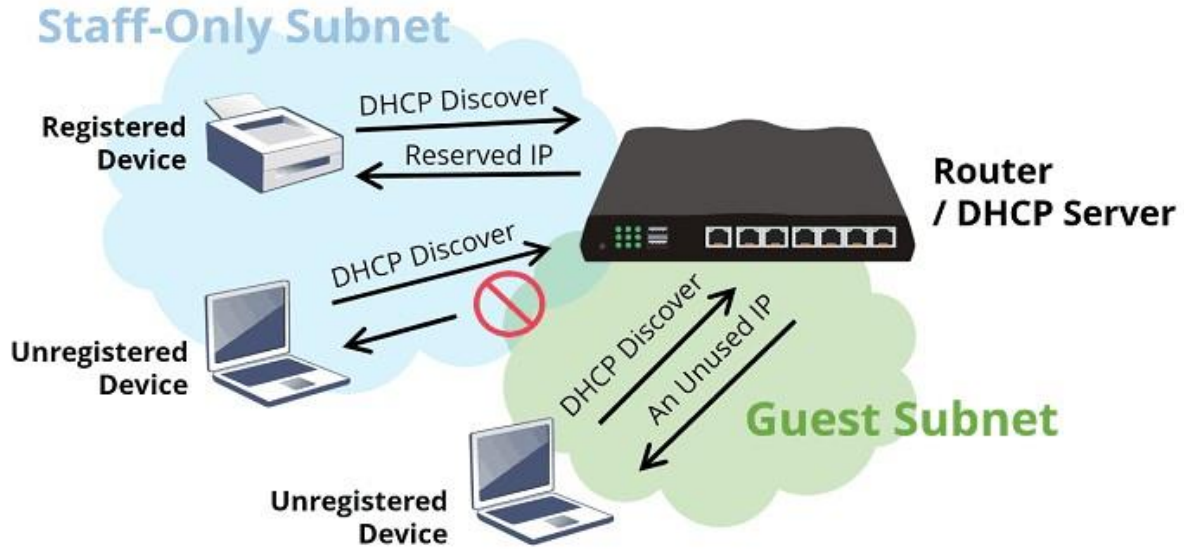 Staff-Only Subnet
Registered
Device
DHCP Discover
Reserved IP
Router
/ DHCP Server
DHCP Discover
Unregistered
Device
DHCP Discover
An Unused IP
Guest Subnet
Unregistered
Device